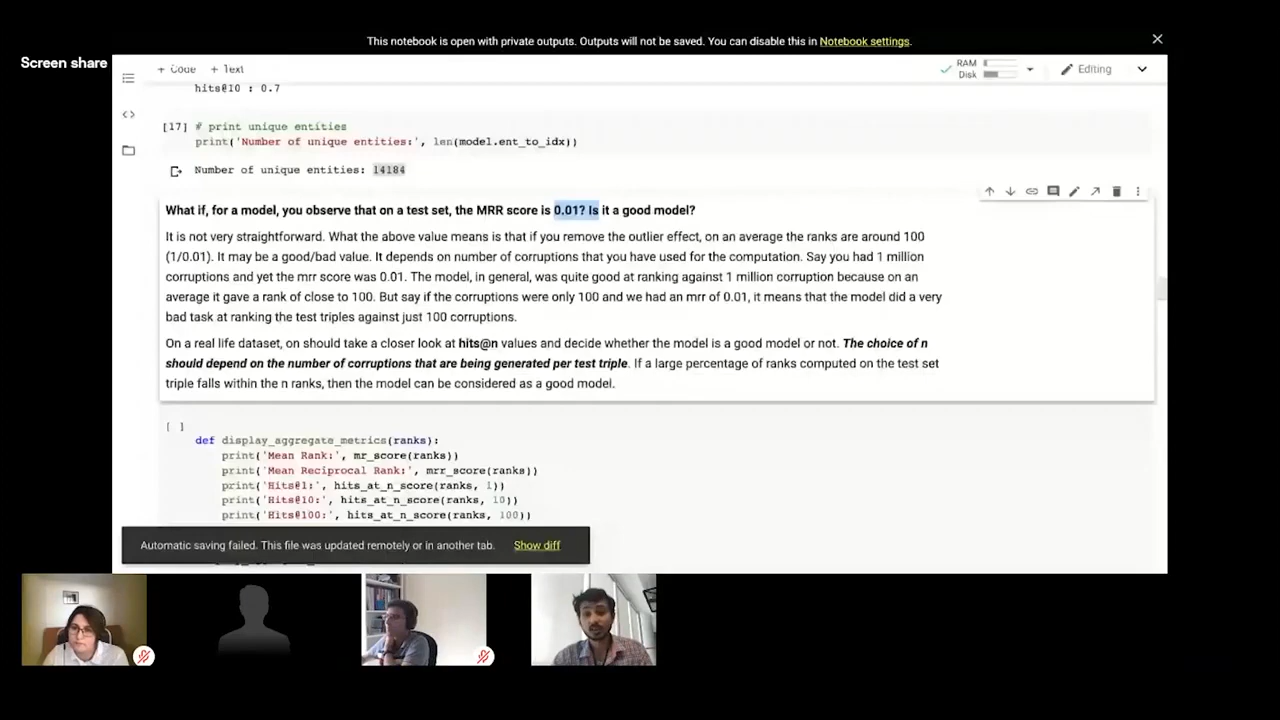 This notebook is open with private outputs. Outputs will not be saved. You can disable this in Notebook settings.
Screen share
+ Code + Text
RAM
Disk
Editing
hits@10 : 0.7
[17] # print unique entities
print('Number of unique entities:', len(model.ent_to_idx))
Number of unique entities: 14184
What if, for a model, you observe that on a test set, the MRR score is 0.01? Is it a good model?
It is not very straightforward. What the above value means is that if you remove the outlier effect, on an average the ranks are around 100
(1/0.01). It may be a good/bad value. It depends on number of corruptions that you have used for the computation. Say you had 1 million
corruptions and yet the mrr score was 0.01. The model, in general, was quite good at ranking against 1 million corruption because on an
average it gave a rank of close to 100. But say if the corruptions were only 100 and we had an mrr of 0.01, it means that the model did a very
bad task at ranking the test triples against just 100 corruptions.
On a real life dataset, on should take a closer look at hits@n values and decide whether the model is a good model or not. The choice of n
should depend on the number of corruptions that are being generated per test triple. If a large percentage of ranks computed on the test set
triple falls within the n ranks, then the model can be considered as a good model.
[ ]
def display_aggregate_metrics(ranks):
print('Mean Rank:', mr_score(ranks))
print('Mean Reciprocal Rank:', mrr_score(ranks))
print('Hits@1:', hits_at_n_score(ranks, 1))
print('Hits@10:', hits_at_n_score(ranks, 10))
print('Hits@100:', hits_at_n_score(ranks, 100))
Automatic saving failed. This file was updated remotely or in another tab. Show diff